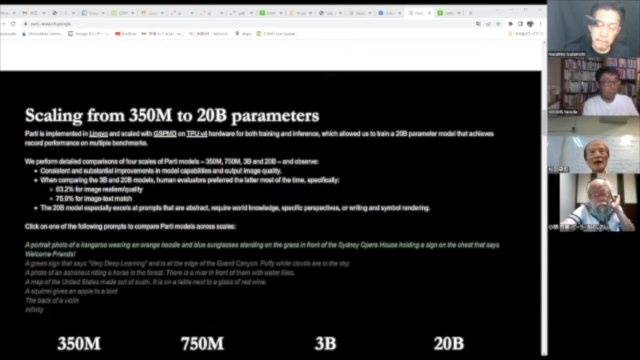 parti.research.google
YouTube
Scaling from 350M to 20B parameters
Parti is implemented in Lingvo and scaled with GSPMD on TPU v4 hardware for both training and inference, which allowed us to train a 20B parameter model that achieves
record performance on multiple benchmarks.
We perform detailed comparisons of four scales of Parti models – 350M, 750M, 3B and 20B – and observe:
• Consistent and substantial improvements in model capabilities and output image quality.
• When comparing the 3B and 20B models, human evaluators preferred the latter most of the time, specifically:
• 63.2% for image realism/quality
• 75.9% for image-text match
• The 20B model especially excels at prompts that are abstract, require world knowledge, specific perspectives, or writing and symbol rendering.
Click on one of the following prompts to compare Parti models across scales:
A portrait photo of a kangaroo wearing an orange hoodie and blue sunglasses standing on the grass in front of the Sydney Opera House holding a sign on the chest that says
Welcome Friends!
A green sign that says "Very Deep Learning" and is at the edge of the Grand Canyon. Puffy white clouds are in the sky.
A photo of an astronaut riding a horse in the forest. There is a river in front of them with water lilies.
A map of the United States made out of sushi. It is on a table next to a glass of red wine.
A squirrel gives an apple to a bird
The back of a violin
Infinity
350M 750M 3B 20B